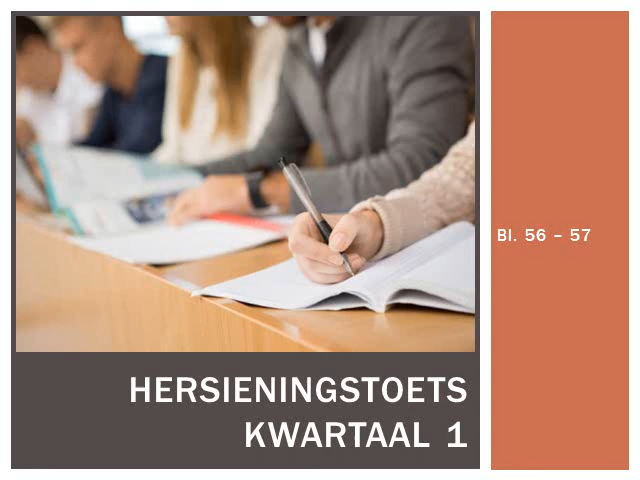 Bl. 56 – 57
HERSIENINGSTOETS
KWARTAAL 1